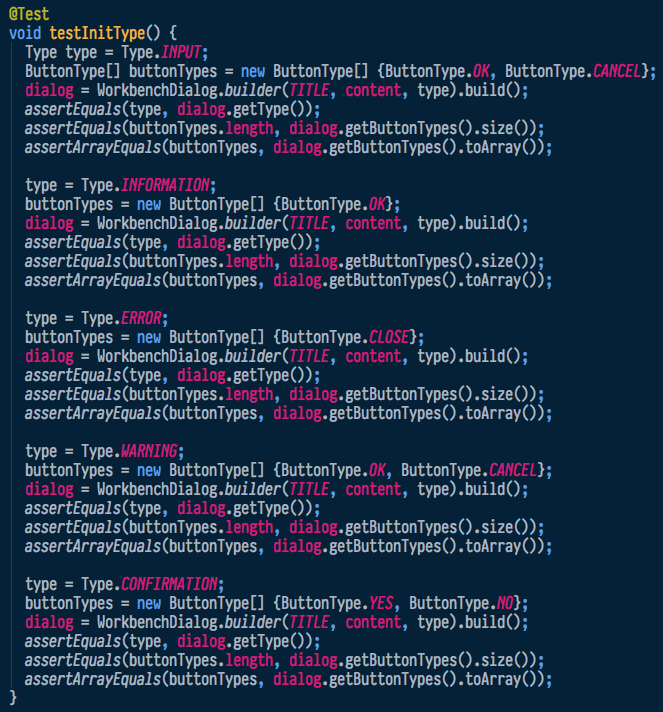 @Test
void testInitType() {
  Type type = Type.INPUT;
  ButtonType[] buttonTypes = new ButtonType[] {ButtonType.OK, ButtonType.CANCEL};
  dialog = WorkbenchDialog.builder(TITLE, content, type).build();
  assertEquals(type, dialog.getType());
  assertEquals(buttonTypes.length, dialog.getButtonTypes().size());
  assertArrayEquals(buttonTypes, dialog.getButtonTypes().toArray());

  type = Type.INFORMATION;
  buttonTypes = new ButtonType[] {ButtonType.OK};
  dialog = WorkbenchDialog.builder(TITLE, content, type).build();
  assertEquals(type, dialog.getType());
  assertEquals(buttonTypes.length, dialog.getButtonTypes().size());
  assertArrayEquals(buttonTypes, dialog.getButtonTypes().toArray());

  type = Type.ERROR;
  buttonTypes = new ButtonType[] {ButtonType.CLOSE};
  dialog = WorkbenchDialog.builder(TITLE, content, type).build();
  assertEquals(type, dialog.getType());
  assertEquals(buttonTypes.length, dialog.getButtonTypes().size());
  assertArrayEquals(buttonTypes, dialog.getButtonTypes().toArray());

  type = Type.WARNING;
  buttonTypes = new ButtonType[] {ButtonType.OK, ButtonType.CANCEL};
  dialog = WorkbenchDialog.builder(TITLE, content, type).build();
  assertEquals(type, dialog.getType());
  assertEquals(buttonTypes.length, dialog.getButtonTypes().size());
  assertArrayEquals(buttonTypes, dialog.getButtonTypes().toArray());

  type = Type.CONFIRMATION;
  buttonTypes = new ButtonType[] {ButtonType.YES, ButtonType.NO};
  dialog = WorkbenchDialog.builder(TITLE, content, type).build();
  assertEquals(type, dialog.getType());
  assertEquals(buttonTypes.length, dialog.getButtonTypes().size());
  assertArrayEquals(buttonTypes, dialog.getButtonTypes().toArray());
}